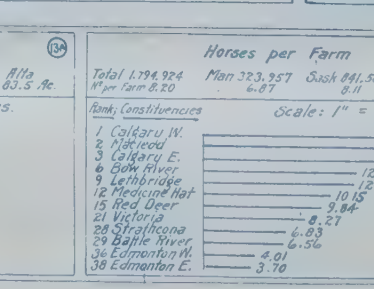 13A
Horses per Farm
Alta
83.5 Ac.
Total 1.794.924 Man 323.957 Sask 841.50
No per Farm 8.20 6.87 8.11
s.
Rank; Constituencies Scale: 1" =
1 Calgary W.
2 Macleod
3 Calgary E.
6 Bow River 12
9 Lethbridge 12
12 Medicine Hat 10 15
15 Red Deer 9.84
21 Victoria 8.27
28 Strathcona 6.83
29 Battle River 6.56
36 Edmonton W. 4.01
38 Edmonton E. 3.70